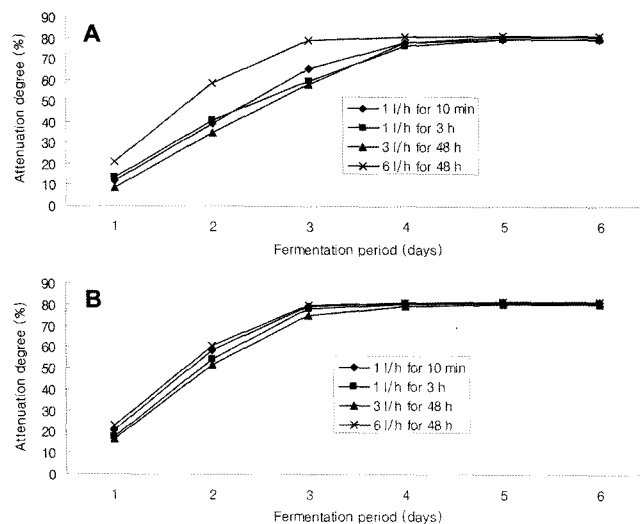 A
Attenuation degree (%)
90
80
70
60
50
40
30
20
10
0
1 l/h for 10 min
1 l/h for 3 h
3 l/h for 48 h
6 l/h for 48 h
1 2 3 4 5 6
Fermentation period (days)
B
Attenuation degree (%)
90
80
70
60
50
40
30
20
10
0
1 l/h for 10 min
1 l/h for 3 h
3 l/h for 48 h
6 l/h for 48 h
1 2 3 4 5 6
Fermentation period (days)